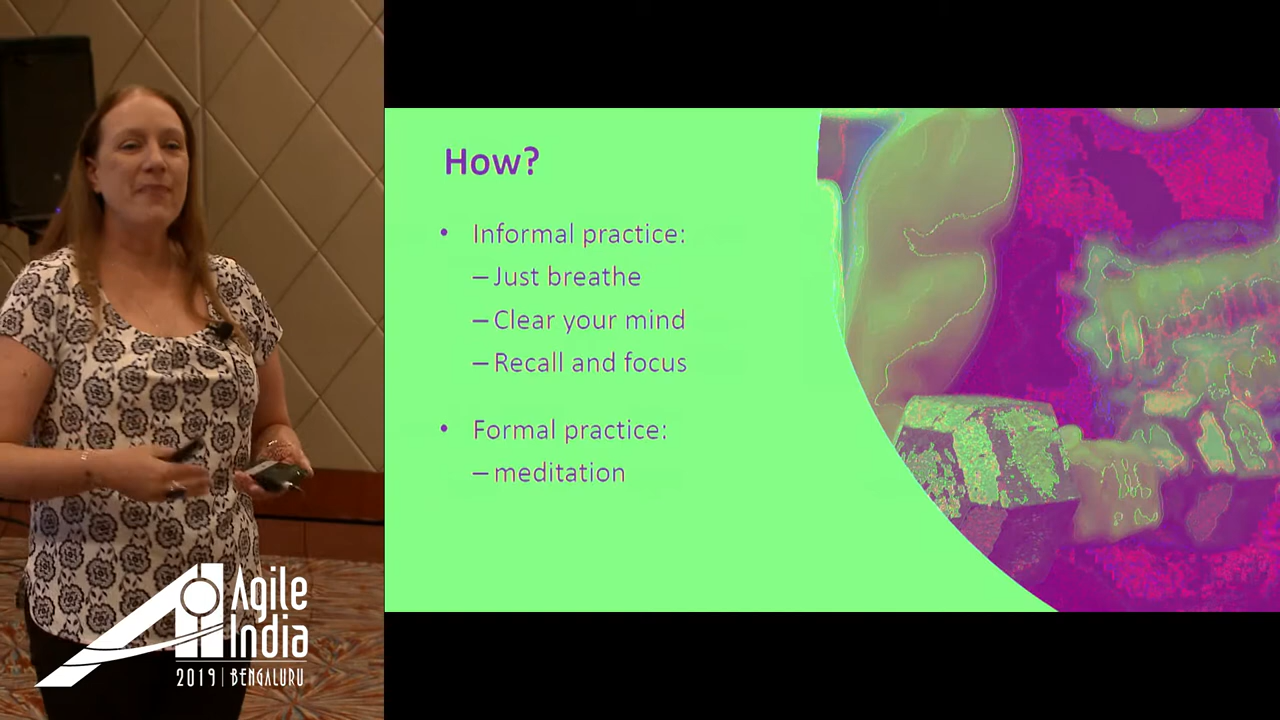 How?
• Informal practice:
– Just breathe
– Clear your mind
– Recall and focus
• Formal practice:
– meditation
Agile
India
2019 | BENGALURU